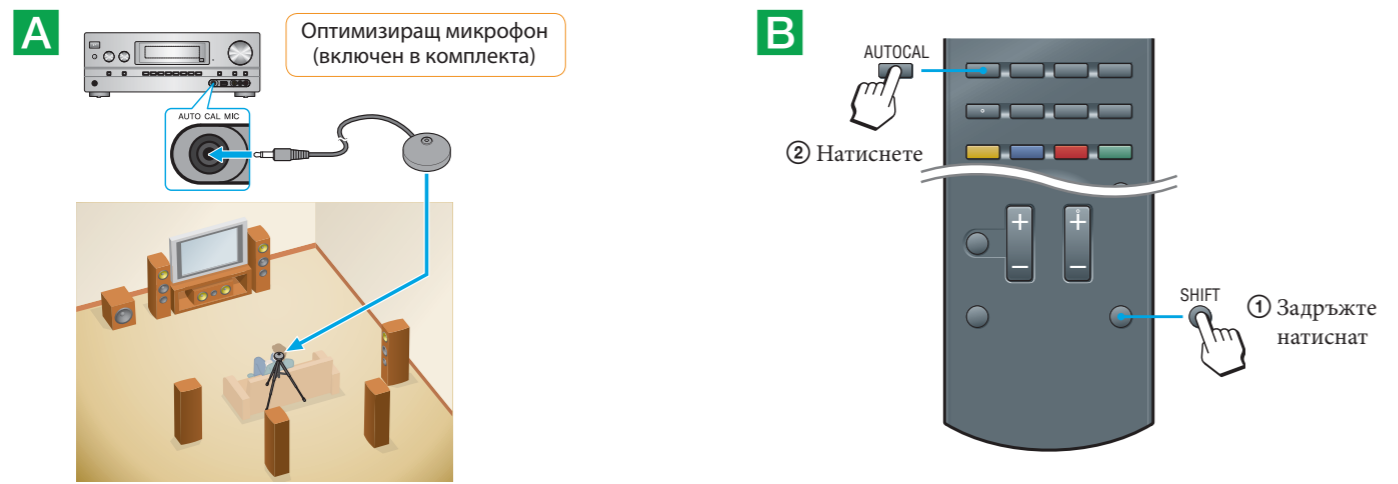 A
Оптимизиращ микрофон
(включен в комплекта)
AUTO CAL MIC
B
AUTOCAL
② Натиснете
SHIFT
① Задръжте
натиснат